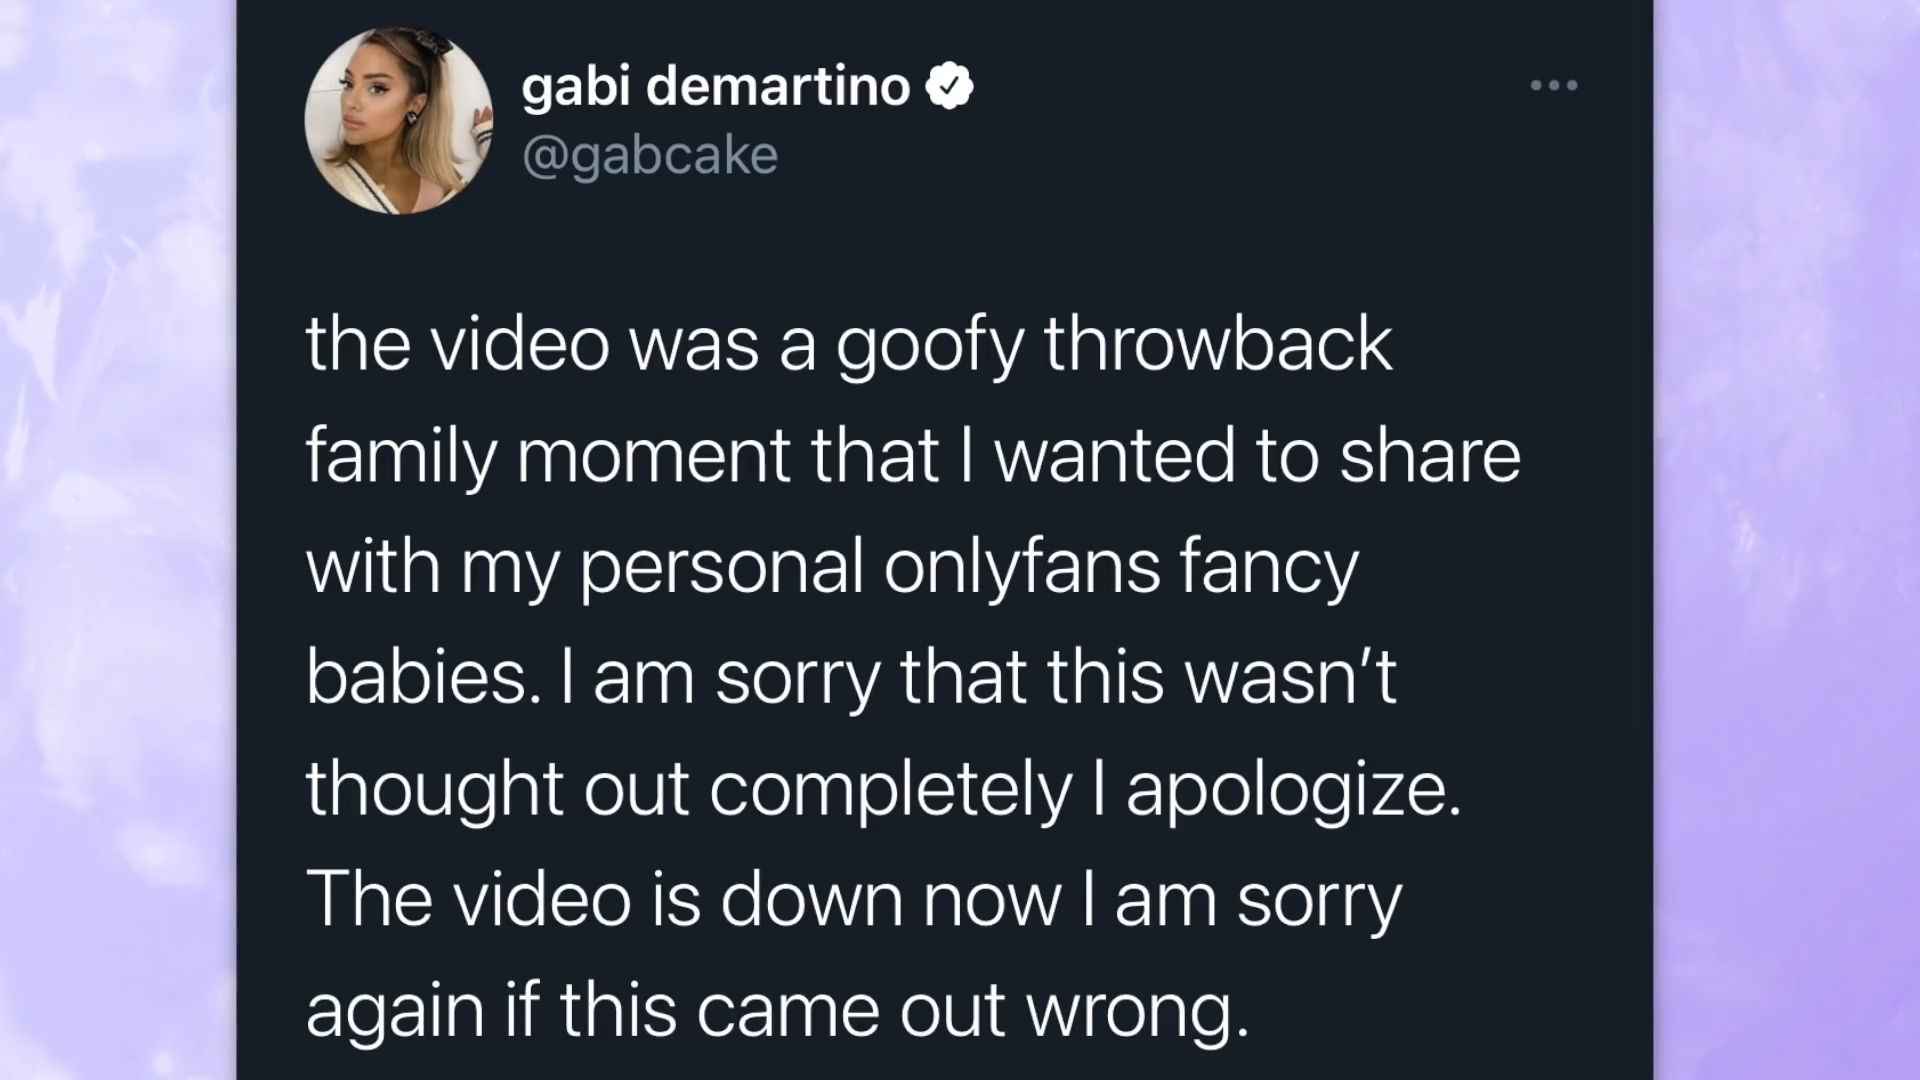 gabi demartino
@gabcake
the video was a goofy throwback
family moment that I wanted to share
with my personal onlyfans fancy
babies. I am sorry that this wasn’t
thought out completely I apologize.
The video is down now I am sorry
again if this came out wrong.